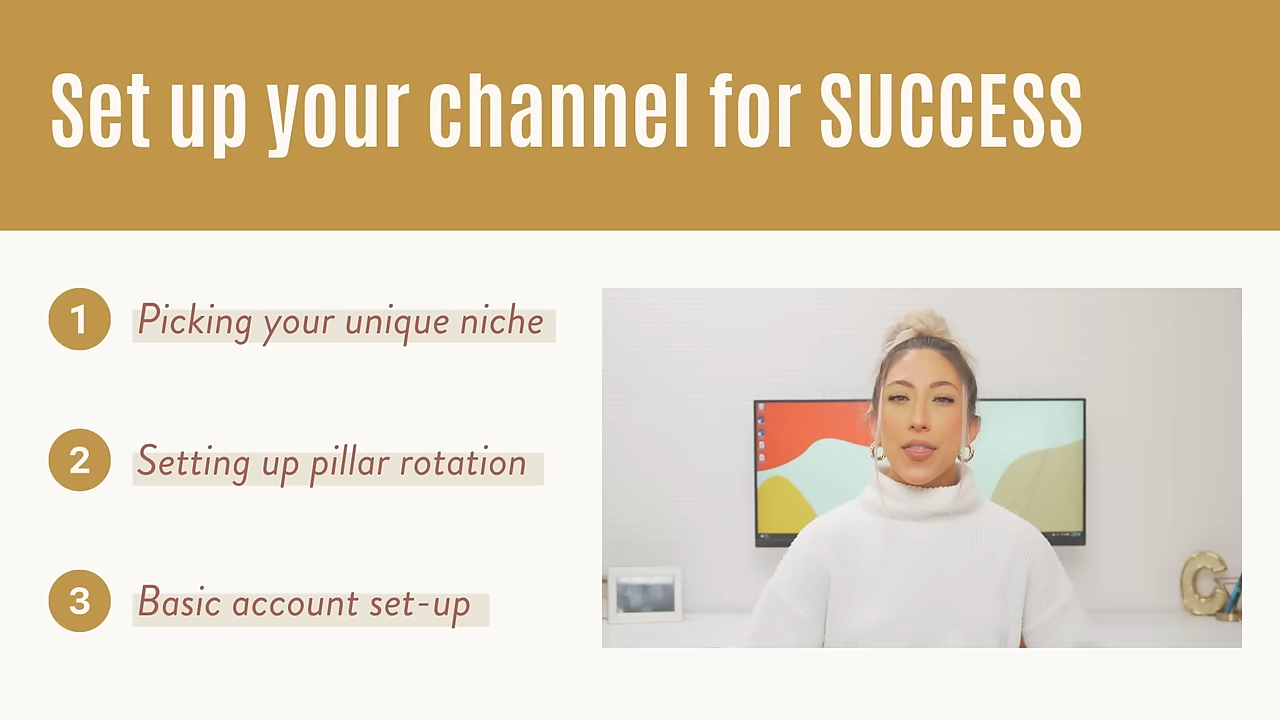 Set up your channel for SUCCESS
1 Picking your unique niche
2 Setting up pillar rotation
3 Basic account set-up
G